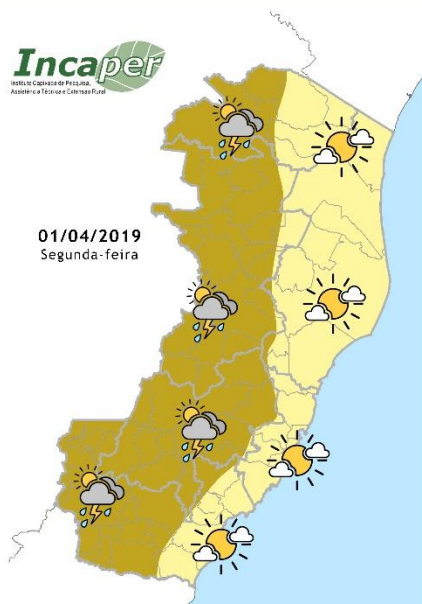 Incaper
Instituto Capixaba de Pesquisa,
Assistência Técnica e Extensão Rural
01/04/2019
Segunda-feira